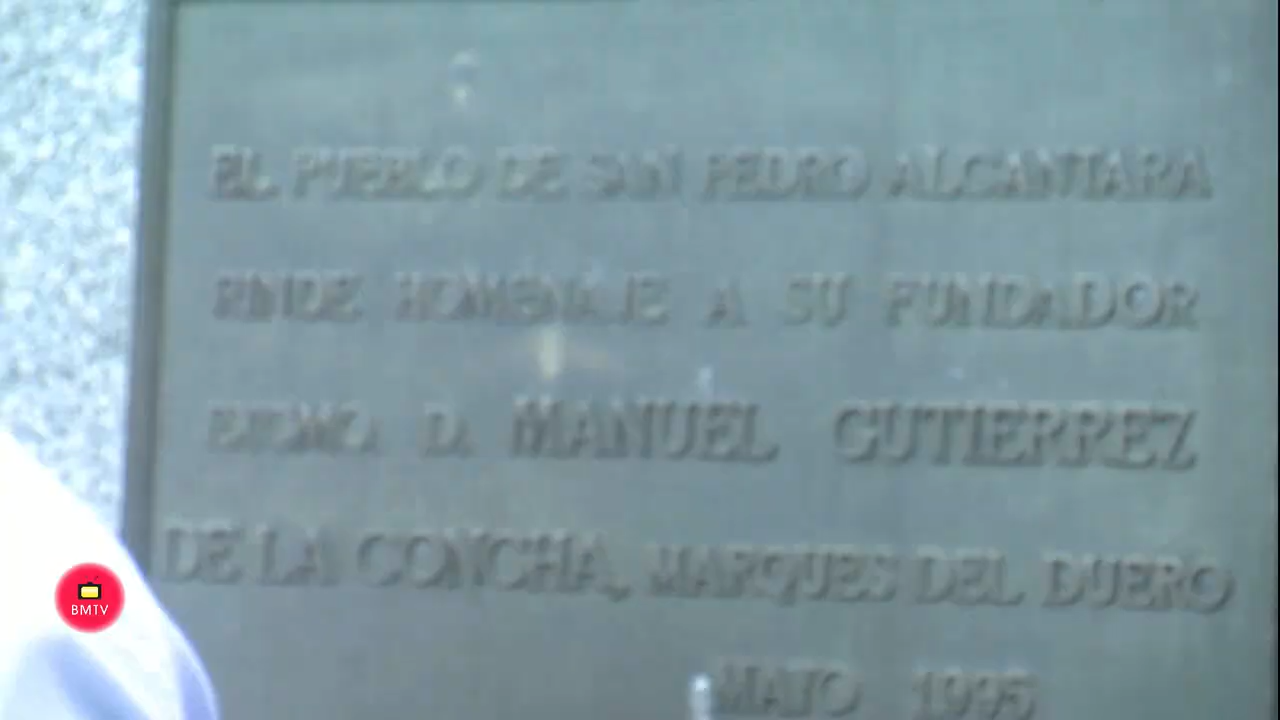 EL PUEBLO DE SAN PEDRO ALCANTARA
RINDE HOMENAJE A SU FUNDADOR
EXCMO. D. MANUEL GUTIERREZ
DE LA CONCHA, MARQUES DEL DUERO
MAYO 1995
BMTV